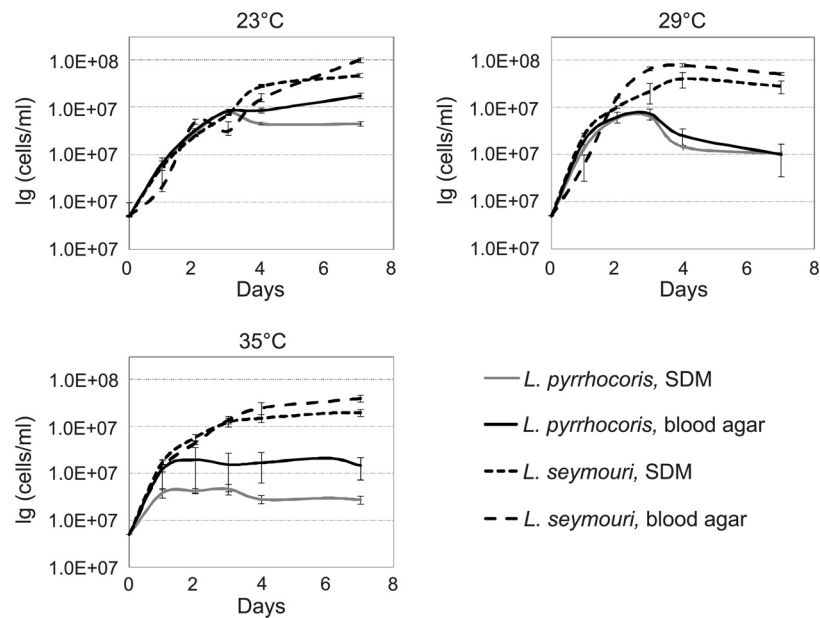 23°C
1.0E+08
1.0E+07
1.0E+07
1.0E+07
1.0E+07
lg (cells/ml)
0 2 4 6 8
Days
29°C
1.0E+08
1.0E+07
1.0E+07
1.0E+07
1.0E+07
lg (cells/ml)
0 2 4 6 8
Days
35°C
1.0E+08
1.0E+07
1.0E+07
1.0E+07
1.0E+07
lg (cells/ml)
0 2 4 6 8
Days
L. pyrrhocoris, SDM
L. pyrrhocoris, blood agar
L. seymouri, SDM
L. seymouri, blood agar